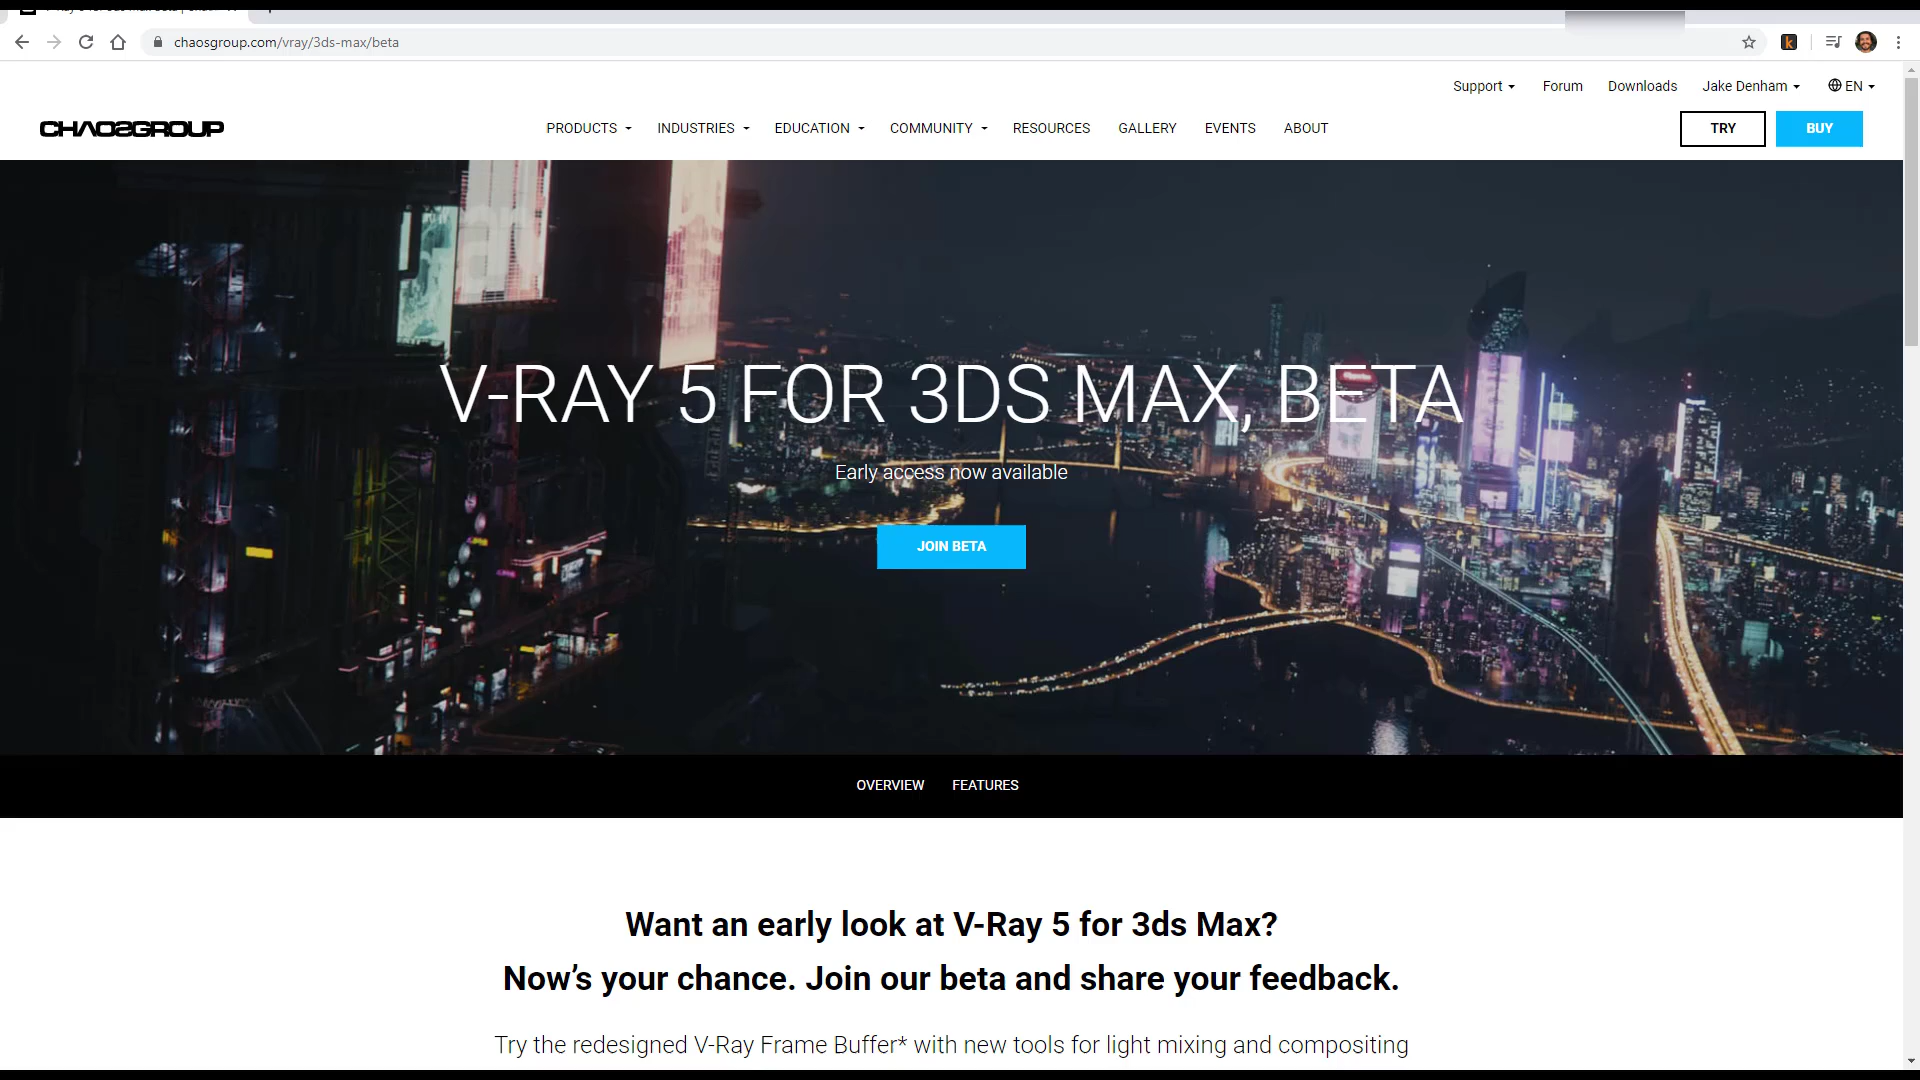 chaosgroup.com/vray/3ds-max/beta
Support
Forum
Downloads
Jake Denham
EN
CHAOSGROUP
PRODUCTS
INDUSTRIES
EDUCATION
COMMUNITY
RESOURCES
GALLERY
EVENTS
ABOUT
TRY
BUY
V-RAY 5 FOR 3DS MAX, BETA
Early access now available
JOIN BETA
OVERVIEW
FEATURES
Want an early look at V-Ray 5 for 3ds Max?
Now’s your chance. Join our beta and share your feedback.
Try the redesigned V-Ray Frame Buffer* with new tools for light mixing and compositing